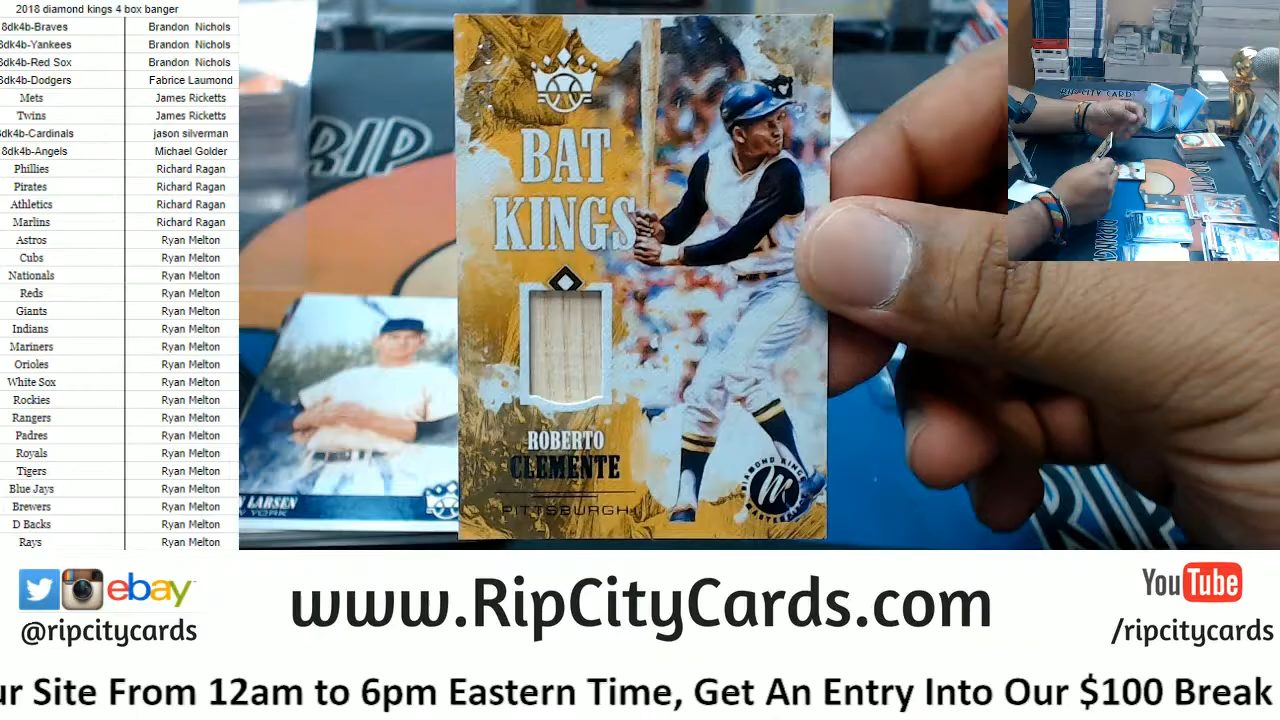 2018 diamond kings 4 box banger
8dk4b-Braves Brandon Nichols
8dk4b-Yankees Brandon Nichols
8dk4b-Red Sox Brandon Nichols
8dk4b-Dodgers Fabrice Laumond
Mets James Ricketts
Twins James Ricketts
8dk4b-Cardinals jason silverman
8dk4b-Angels Michael Golder
Phillies Richard Ragan
Pirates Richard Ragan
Athletics Richard Ragan
Marlins Richard Ragan
Astros Ryan Melton
Cubs Ryan Melton
Nationals Ryan Melton
Reds Ryan Melton
Giants Ryan Melton
Indians Ryan Melton
Mariners Ryan Melton
Orioles Ryan Melton
White Sox Ryan Melton
Rockies Ryan Melton
Rangers Ryan Melton
Padres Ryan Melton
Royals Ryan Melton
Tigers Ryan Melton
Blue Jays Ryan Melton
Brewers Ryan Melton
D Backs Ryan Melton
Rays Ryan Melton
RIP
BAT
KINGS
ROBERTO
CLEMENTE
PITTSBURGH
DIAMOND KINGS
LARSEN
YORK
RIP
RIP CITY CARDS
ebay
@ripcitycards
www.RipCityCards.com
YouTube
/ripcitycards
ur Site From 12am to 6pm Eastern Time, Get An Entry Into Our $100 Break